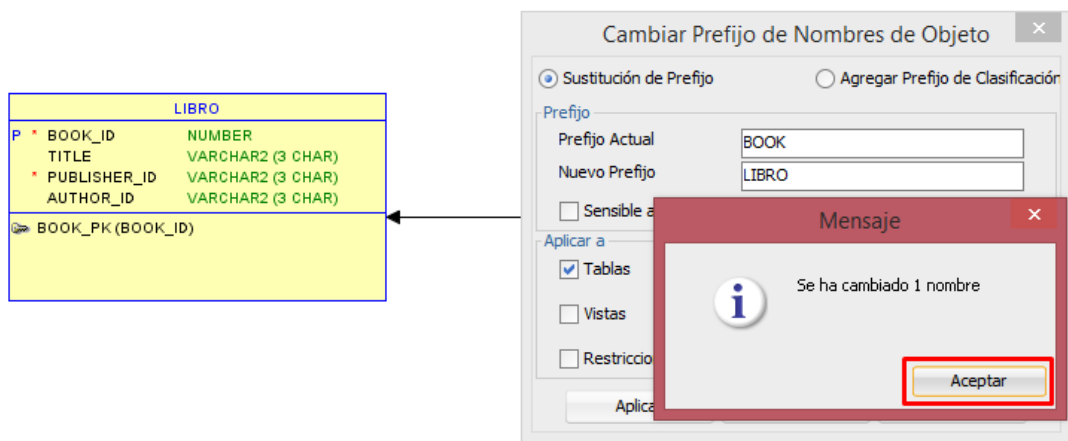 Cambiar Prefijo de Nombres de Objeto
Sustitución de Prefijo
Agregar Prefijo de Clasificación
Prefijo
Prefijo Actual
BOOK
Nuevo Prefijo
LIBRO
Sensible
Aplicar a
Tablas
Vistas
Mensaje
Se ha cambiado 1 nombre
Aceptar
LIBRO
P * BOOK_ID NUMBER
TITLE VARCHAR2 (3 CHAR)
* PUBLISHER_ID VARCHAR2 (3 CHAR)
AUTHOR_ID VARCHAR2 (3 CHAR)
BOOK_PK (BOOK_ID)